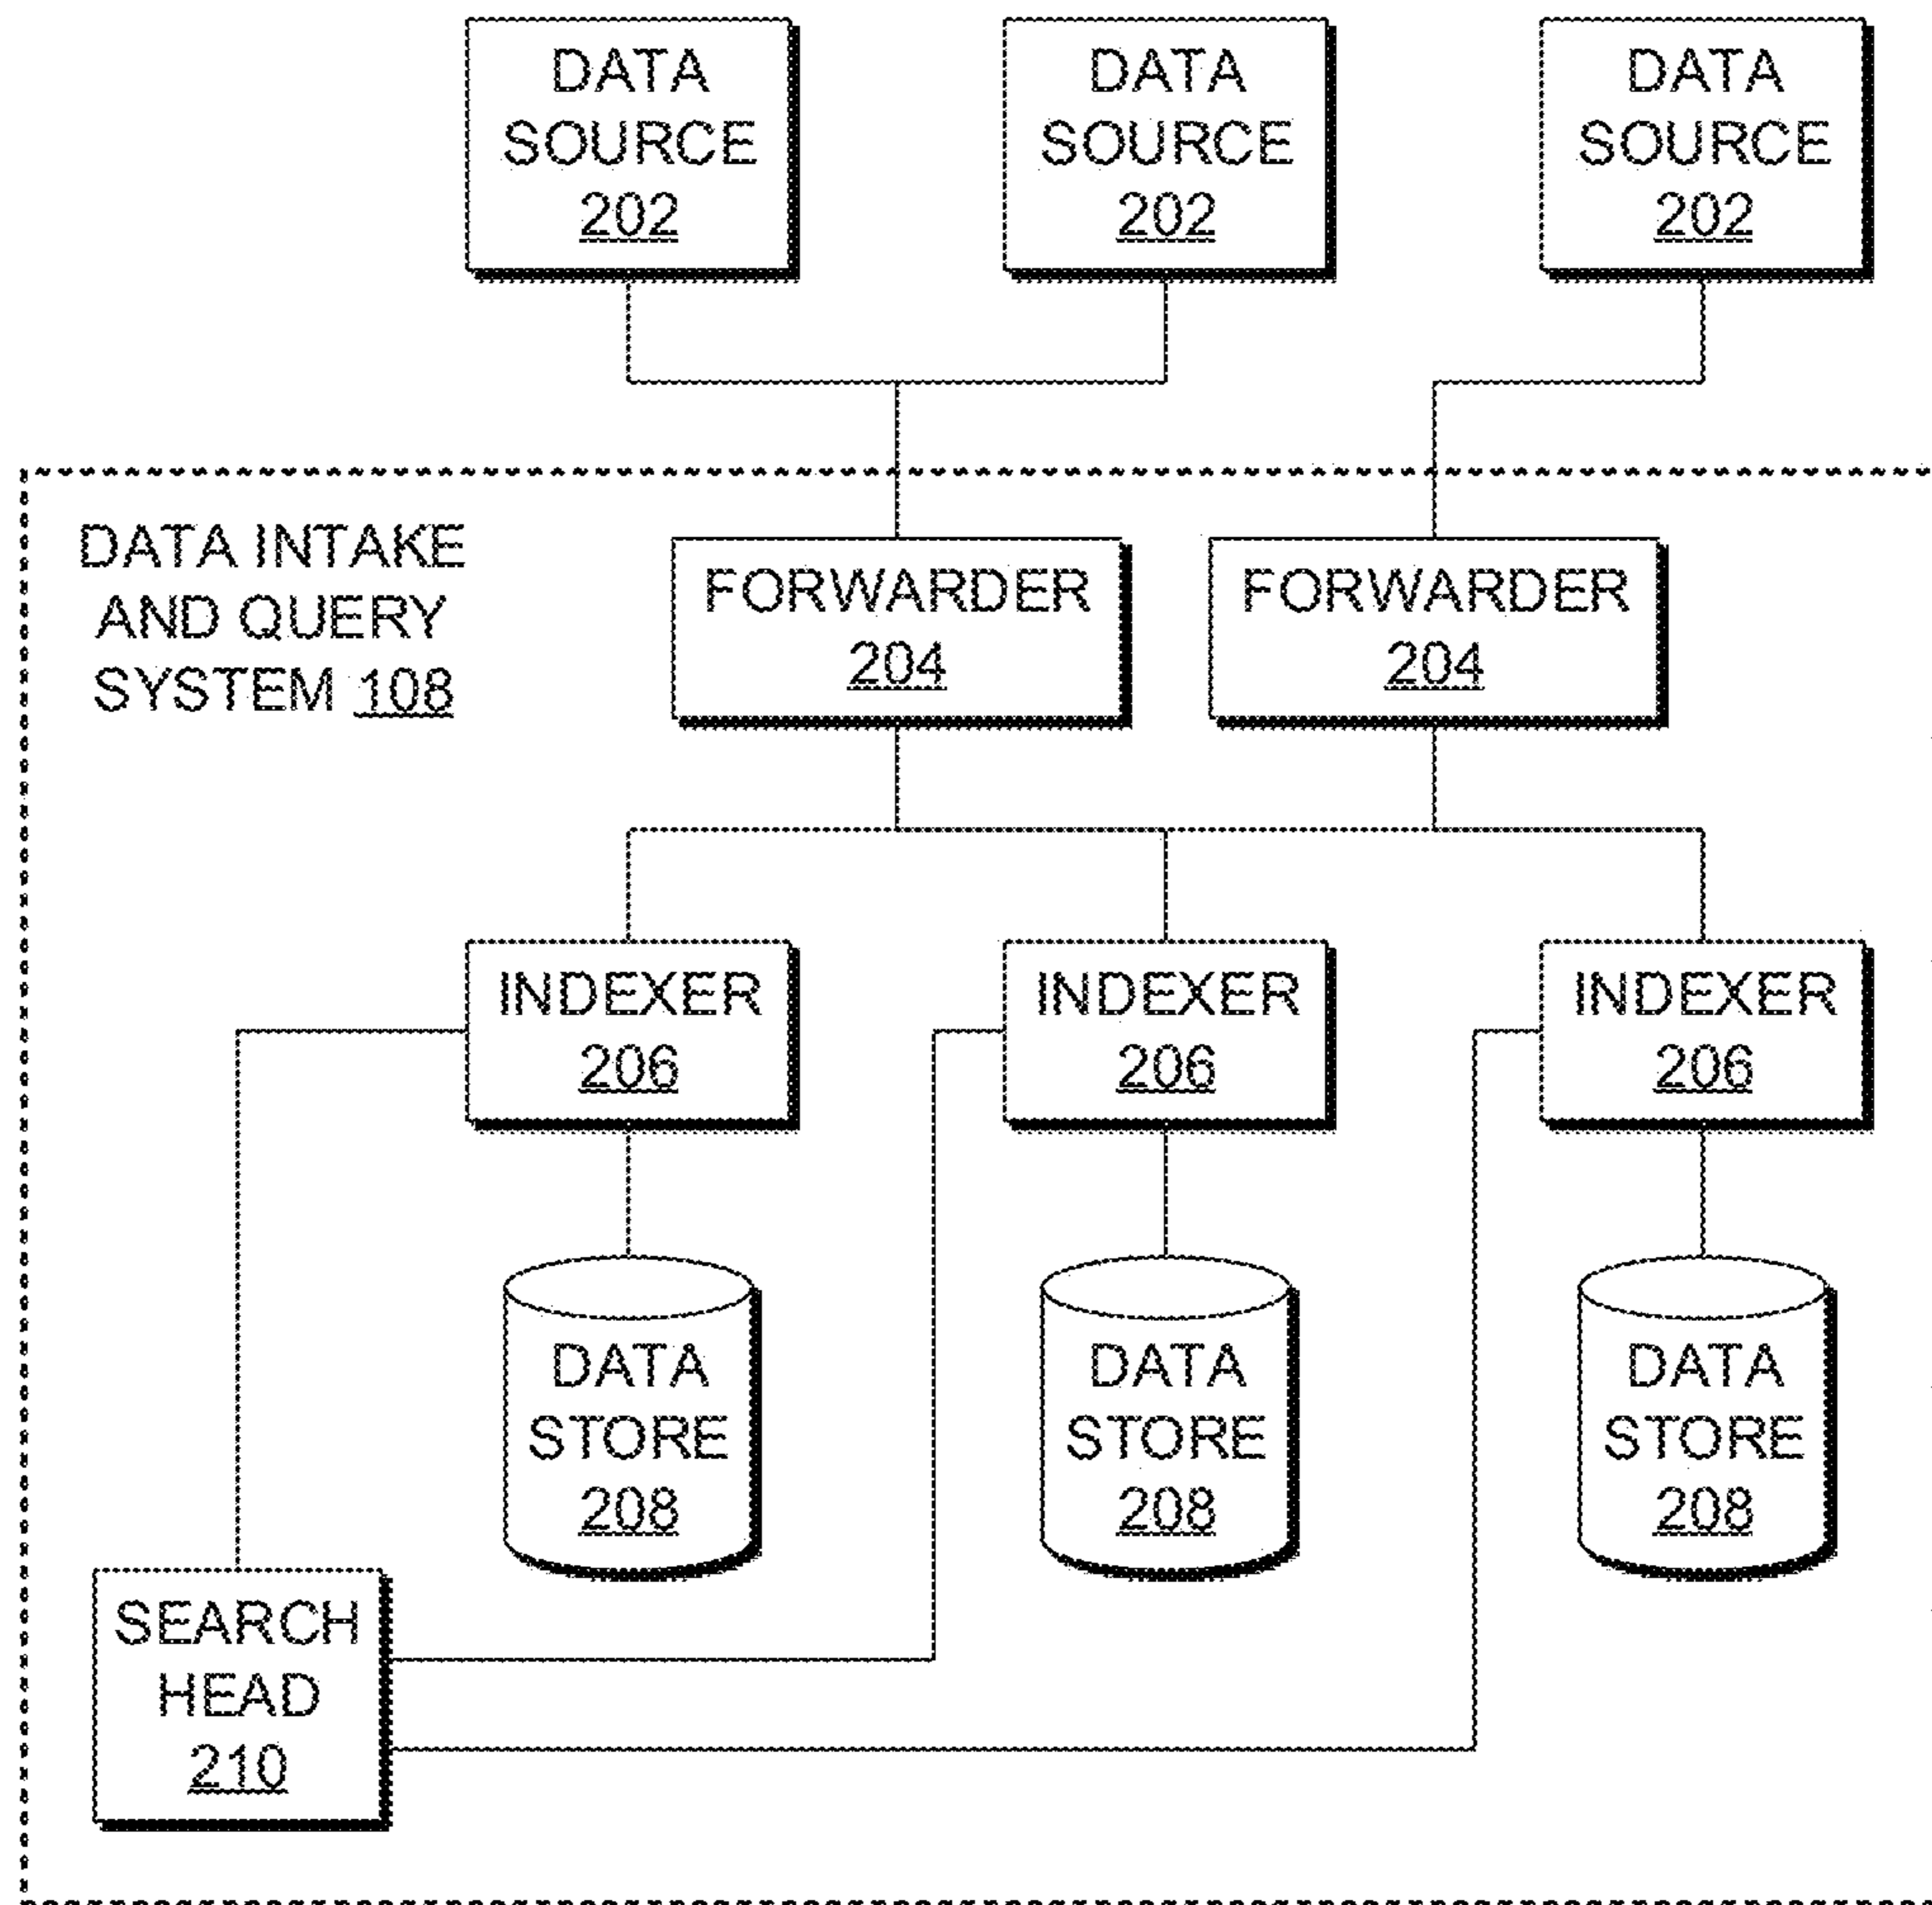 DATA
SOURCE
202
DATA
SOURCE
202
DATA
SOURCE
202
DATA INTAKE
AND QUERY
SYSTEM 108
FORWARDER
204
FORWARDER
204
INDEXER
206
INDEXER
206
INDEXER
206
DATA
STORE
208
DATA
STORE
208
DATA
STORE
208
SEARCH
HEAD
210